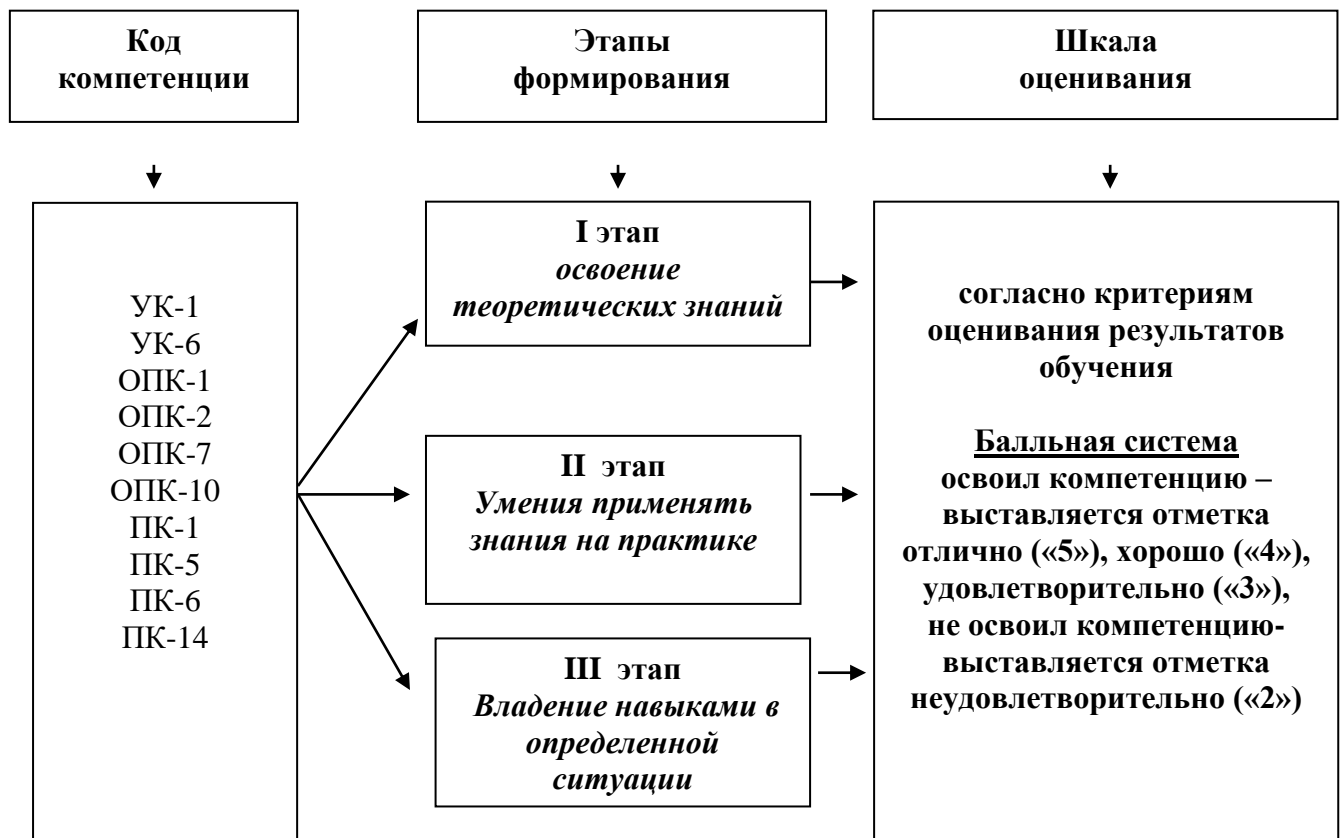 Код
компетенции
Этапы
формирования
Шкала
оценивания
УК-1
УК-6
ОПК-1
ОПК-2
ОПК-7
ОПК-10
ПК-1
ПК-5
ПК-6
ПК-14
I этап
освоение
теоретических знаний
II этап
Умения применять
знания на практике
III этап
Владение навыками в
определенной
ситуации
согласно критериям
оценивания результатов
обучения
Балльная система
освоил компетенцию –
выставляется отметка
отлично («5»), хорошо («4»),
удовлетворительно («3»),
не освоил компетенцию-
выставляется отметка
неудовлетворительно («2»)